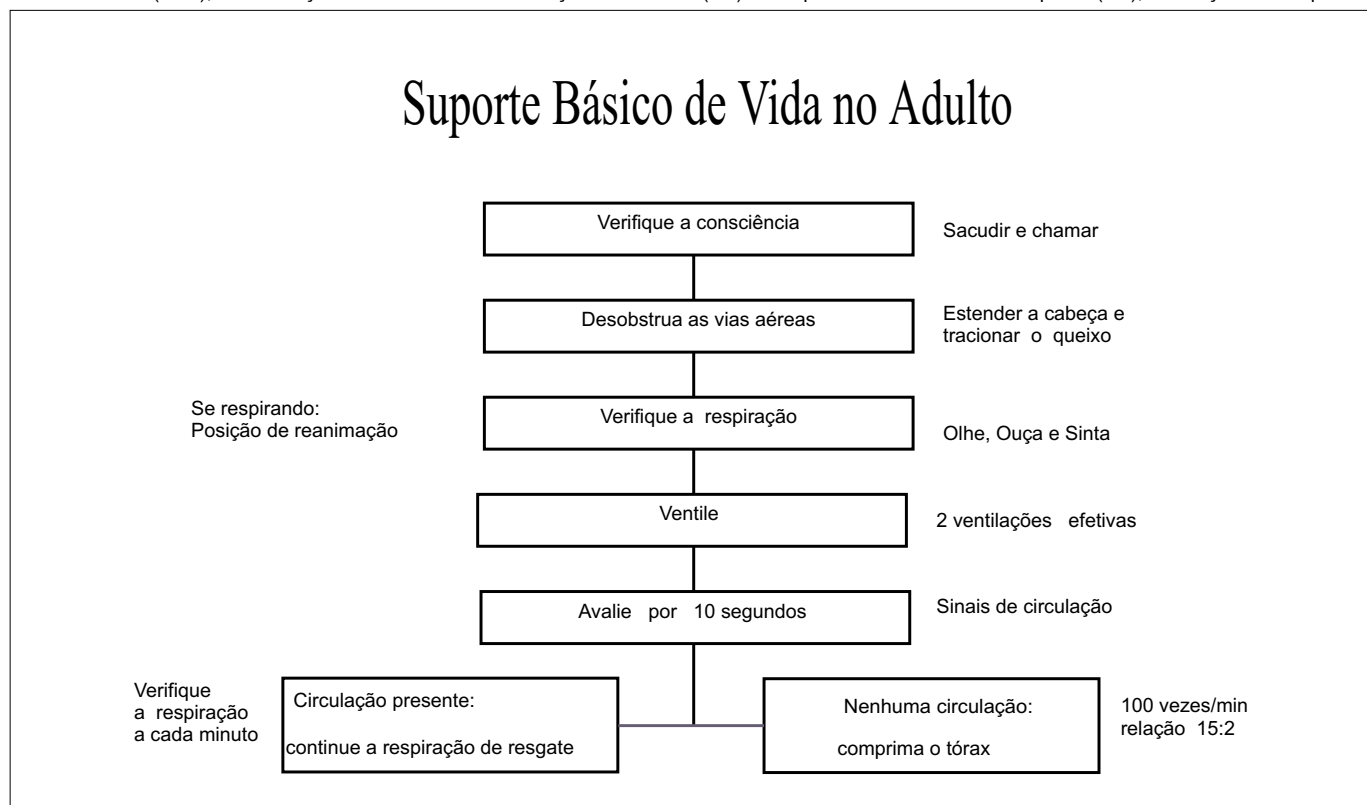 Suporte Básico de Vida no Adulto
Verifique a consciência
Sacudir e chamar
Desobstrua as vias aéreas
Estender a cabeça e
tracionar o queixo
Se respirando:
Posição de reanimação
Verifique a respiração
Olhe, Ouça e Sinta
Ventile
2 ventilações efetivas
Avalie por 10 segundos
Sinais de circulação
Verifique
a respiração
a cada minuto
Circulação presente:
continue a respiração de resgate
Nenhuma circulação:
comprima o tórax
100 vezes/min
relação 15:2